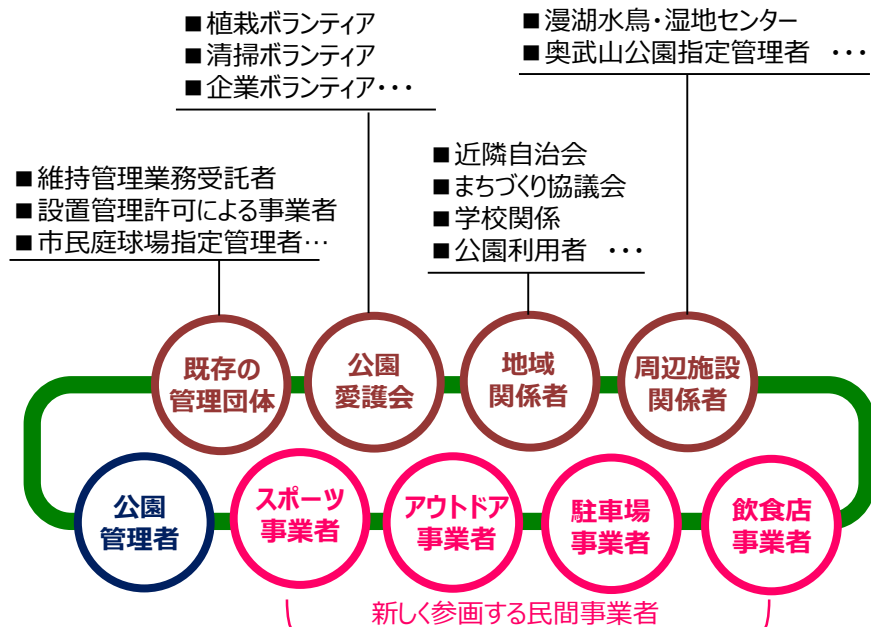 ■植栽ボランティア
■清掃ボランティア
■企業ボランティア・・・
■漫湖水鳥・湿地センター
■奥武山公園指定管理者 ・・・
■維持管理業務受託者
■設置管理許可による事業者
■市民庭球場指定管理者…
■近隣自治会
■まちづくり協議会
■学校関係
■公園利用者 ・・・
既存の
管理団体
公園
愛護会
地域
関係者
周辺施設
関係者
公園
管理者
スポーツ
事業者
アウトドア
事業者
駐車場
事業者
飲食店
事業者
新しく参画する民間事業者